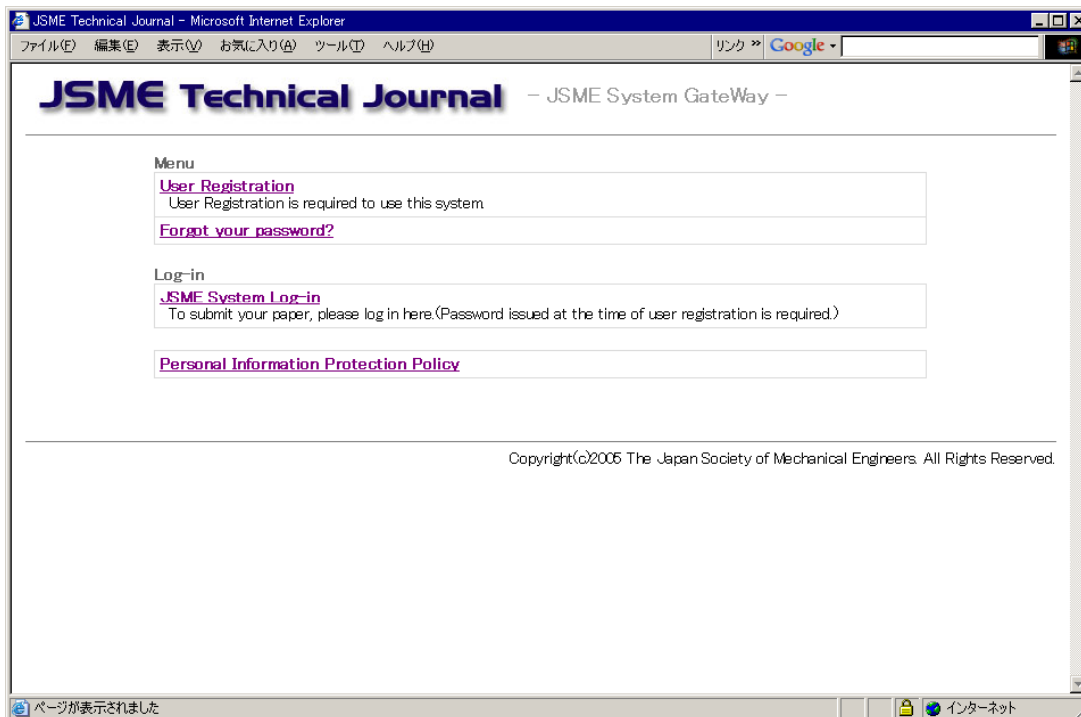 JSME Technical Journal - Microsoft Internet Explorer
ファイル(F) 編集(E) 表示(V) お気に入り(A) ツール(T) ヘルプ(H) リンク » Google
JSME Technical Journal - JSME System GateWay -
Menu
User Registration
User Registration is required to use this system.
Forgot your password?
Log-in
JSME System Log-in
To submit your paper, please log in here.(Password issued at the time of user registration is required.)
Personal Information Protection Policy
Copyright(c)2005 The Japan Society of Mechanical Engineers. All Rights Reserved.
ページが表示されました インターネット